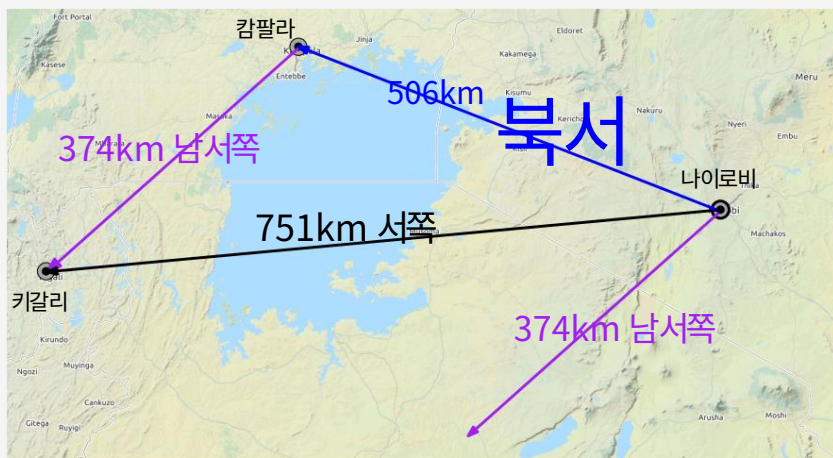 Fort Portal
캄팔라
Jinja
Eldoret
Kakamega
Kasese
Entebbe
Meru
506km
Kisumu
북서
Masaka
Nakuru
Kericho
Nyeri
Embu
374km 남서쪽
나이로비
751km 서쪽
Machakos
키갈리
Kirundo
374km 남서쪽
Ngozi
Muyinga
Cankuzo
Gitega
Ruyigi
Arusha
Moshi